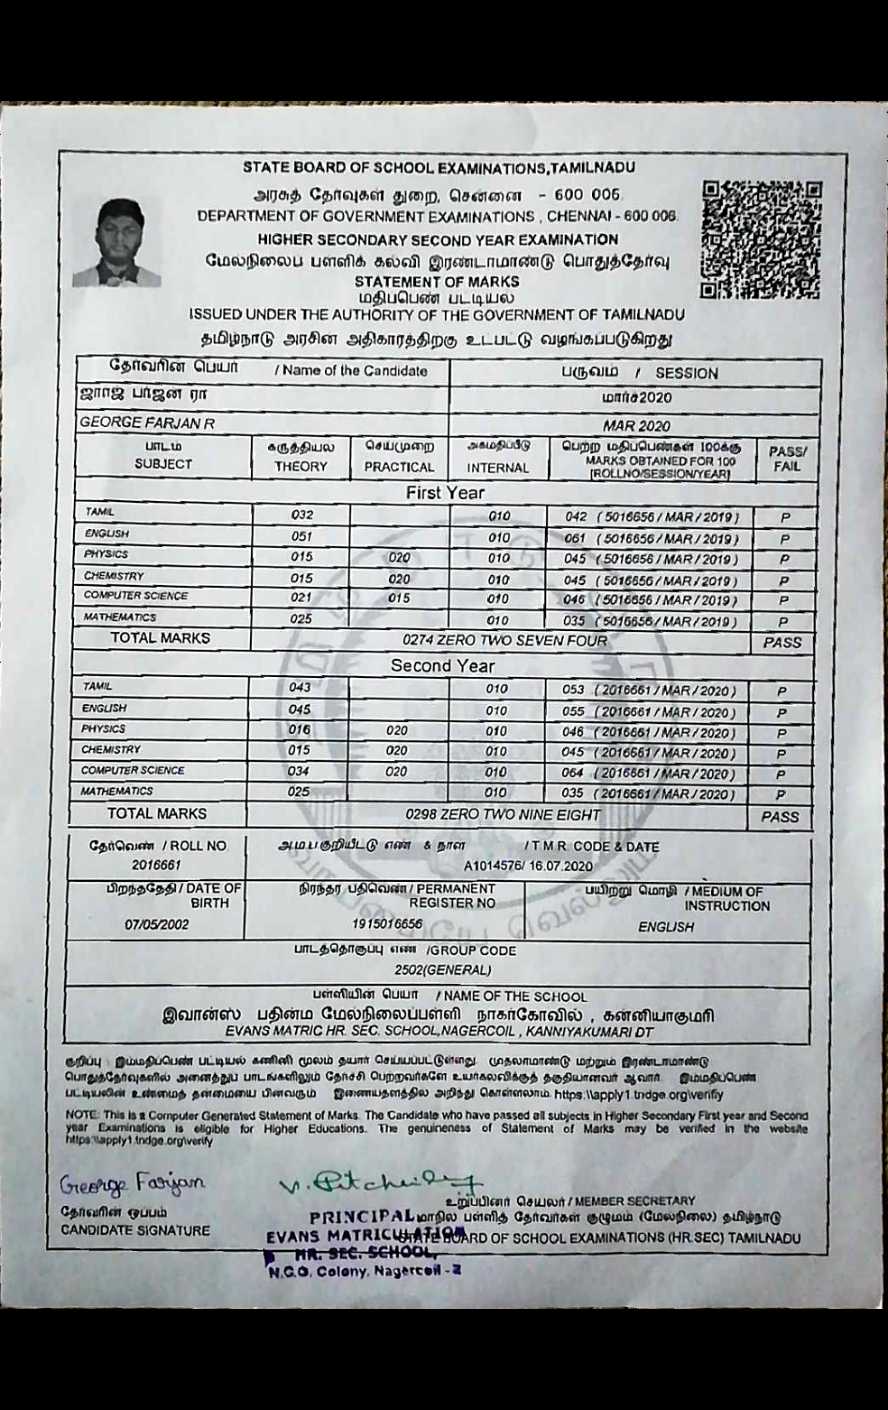 STATE BOARD OF SCHOOL EXAMINATIONS,TAMILNADU
அரசுத் தேர்வுகள் துறை, சென்னை - 600 006.
DEPARTMENT OF GOVERNMENT EXAMINATIONS , CHENNAI - 600 006.
HIGHER SECONDARY SECOND YEAR EXAMINATION
மேல்நிலைப் பள்ளிக் கல்வி இரண்டாமாண்டு பொதுத்தேர்வு
STATEMENT OF MARKS
மதிப்பெண் பட்டியல்
ISSUED UNDER THE AUTHORITY OF THE GOVERNMENT OF TAMILNADU
தமிழ்நாடு அரசின் அதிகாரத்திற்கு உட்பட்டு வழங்கப்படுகிறது
தேர்வரின் பெயர் / Name of the Candidate பருவம் / SESSION
ஜார்ஜ் பர்ஜன் ரா மார்ச்2020
GEORGE FARJAN R MAR 2020
பாடம் கருத்தியல் செய்முறை அகமதிப்பீடு பெற்ற மதிப்பெண்கள் 100க்கு PASS/
SUBJECT THEORY PRACTICAL INTERNAL MARKS OBTAINED FOR 100 FAIL
[ROLLNO/SESSION/YEAR]
First Year
TAMIL 032 010 042 ( 5016656 / MAR / 2019 ) P
ENGLISH 051 010 061 ( 5016656 / MAR / 2019 ) P
PHYSICS 015 020 010 045 ( 5016656 / MAR / 2019 ) P
CHEMISTRY 015 020 010 045 ( 5016656 / MAR / 2019 ) P
COMPUTER SCIENCE 021 015 010 046 ( 5016656 / MAR / 2019 ) P
MATHEMATICS 025 010 035 ( 5016656 / MAR / 2019 ) P
TOTAL MARKS 0274 ZERO TWO SEVEN FOUR PASS
Second Year
TAMIL 043 010 053 ( 2016661 / MAR / 2020 ) P
ENGLISH 045 010 055 ( 2016661 / MAR / 2020 ) P
PHYSICS 016 020 010 046 ( 2016661 / MAR / 2020 ) P
CHEMISTRY 015 020 010 045 ( 2016661 / MAR / 2020 ) P
COMPUTER SCIENCE 034 020 010 064 ( 2016661 / MAR / 2020 ) P
MATHEMATICS 025 010 035 ( 2016661 / MAR / 2020 ) P
TOTAL MARKS 0298 ZERO TWO NINE EIGHT PASS
தேர்வெண் / ROLL NO அ.ம.ப குறியீட்டு எண் & நாள் / T M R CODE & DATE
2016661 A1014576/ 16.07.2020
பிறந்ததேதி / DATE OF BIRTH நிரந்தர பதிவெண் / PERMANENT REGISTER NO பயிற்று மொழி / MEDIUM OF INSTRUCTION
07/05/2002 1915016656 ENGLISH
பாடத்தொகுப்பு எண் /GROUP CODE
2502(GENERAL)
பள்ளியின் பெயர் / NAME OF THE SCHOOL
இவான்ஸ் பதின்ம மேல்நிலைப்பள்ளி நாகர்கோவில் , கன்னியாகுமரி
EVANS MATRIC HR. SEC. SCHOOL,NAGERCOIL , KANNIYAKUMARI DT
குறிப்பு : இம்மதிப்பெண் பட்டியல் கணினி மூலம் தயார் செய்யப்பட்டுள்ளது. முதலாமாண்டு மற்றும் இரண்டாமாண்டு
பொதுத்தேர்வுகளில் அனைத்துப் பாடங்களிலும் தேர்ச்சி பெற்றவர்களே உயர்கல்விக்குத் தகுதியானவர் ஆவார். இம்மதிப்பெண்
பட்டியலின் உண்மைத் தன்மையை பின்வரும் இணையதளத்தில் அறிந்து கொள்ளலாம். https:\\apply1.tndge.org\verifiy
NOTE: This is a Computer Generated Statement of Marks. The Candidate who have passed all subjects in Higher Secondary First year and Second
year Examinations is eligible for Higher Educations. The genuineness of Statement of Marks may be verified in the website
https:\\apply1.tndge.org\verify
George Farjan
தேர்வரின் ஒப்பம் உறுப்பினர் செயலர் / MEMBER SECRETARY
PRINCIPAL மாநில பள்ளித் தேர்வர்கள் குழுமம் (மேல்நிலை) தமிழ்நாடு
CANDIDATE SIGNATURE STATE BOARD OF SCHOOL EXAMINATIONS (HR.SEC) TAMILNADU
EVANS MATRICULATION
HR. SEC. SCHOOL,
N.G.O. Colony, Nagercoil - 2